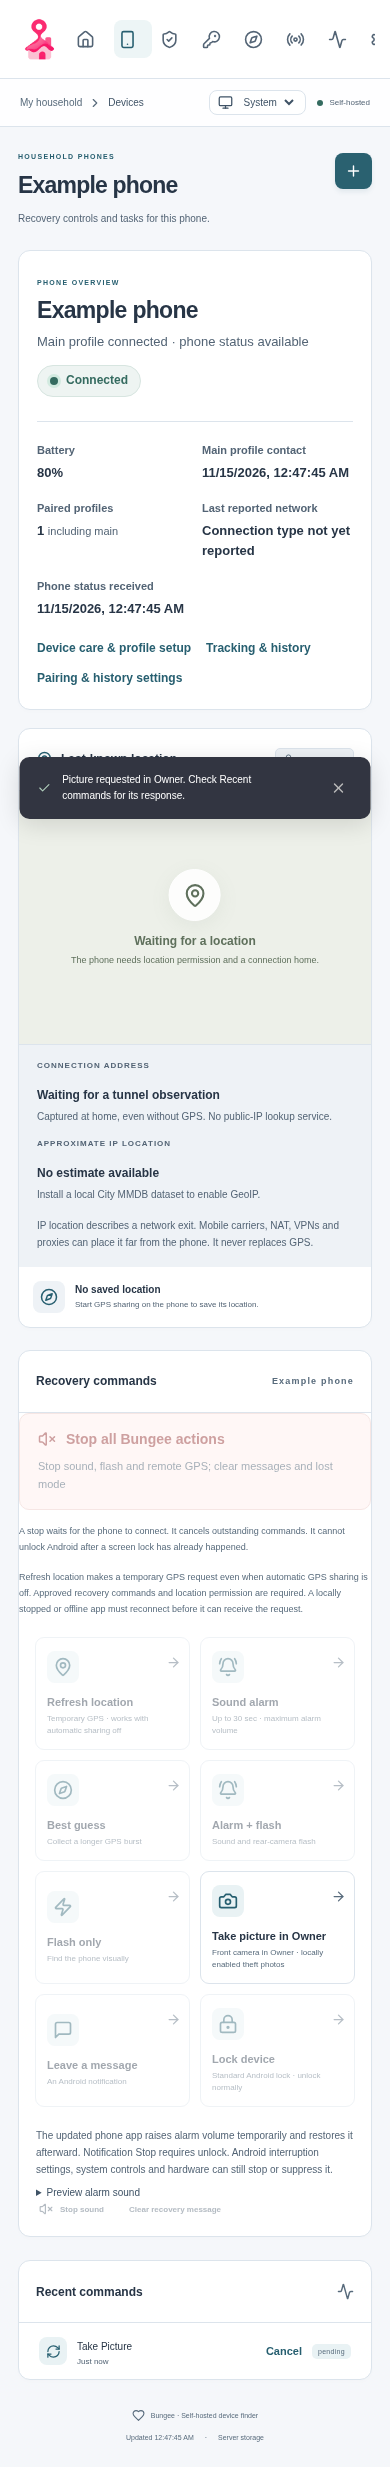 My household
Devices
System
Self-hosted
HOUSEHOLD PHONES
Example phone
Recovery controls and tasks for this phone.
PHONE OVERVIEW
Example phone
Main profile connected · phone status available
Connected
Battery
80%
Main profile contact
11/15/2026, 12:47:45 AM
Paired profiles
1 including main
Last reported network
Connection type not yet
reported
Phone status received
11/15/2026, 12:47:45 AM
Device care & profile setup
Tracking & history
Pairing & history settings
Picture requested in Owner. Check Recent
commands for its response.
Waiting for a location
The phone needs location permission and a connection home.
CONNECTION ADDRESS
Waiting for a tunnel observation
Captured at home, even without GPS. No public-IP lookup service.
APPROXIMATE IP LOCATION
No estimate available
Install a local City MMDB dataset to enable GeoIP.
IP location describes a network exit. Mobile carriers, NAT, VPNs and
proxies can place it far from the phone. It never replaces GPS.
No saved location
Start GPS sharing on the phone to save its location.
Recovery commands
Example phone
Stop all Bungee actions
Stop sound, flash and remote GPS; clear messages and lost
mode
A stop waits for the phone to connect. It cancels outstanding commands. It cannot
unlock Android after a screen lock has already happened.
Refresh location makes a temporary GPS request even when automatic GPS sharing is
off. Approved recovery commands and location permission are required. A locally
stopped or offline app must reconnect before it can receive the request.
Refresh location
Temporary GPS · works with
automatic sharing off
Sound alarm
Up to 30 sec · maximum alarm
volume
Best guess
Collect a longer GPS burst
Alarm + flash
Sound and rear-camera flash
Flash only
Find the phone visually
Take picture in Owner
Front camera in Owner · locally
enabled theft photos
Leave a message
An Android notification
Lock device
Standard Android lock · unlock
normally
The updated phone app raises alarm volume temporarily and restores it
afterward. Notification Stop requires unlock. Android interruption
settings, system controls and hardware can still stop or suppress it.
Preview alarm sound
Stop sound
Clear recovery message
Recent commands
Take Picture
Just now
Cancel
pending
Bungee · Self-hosted device finder
Updated 12:47:45 AM · Server storage